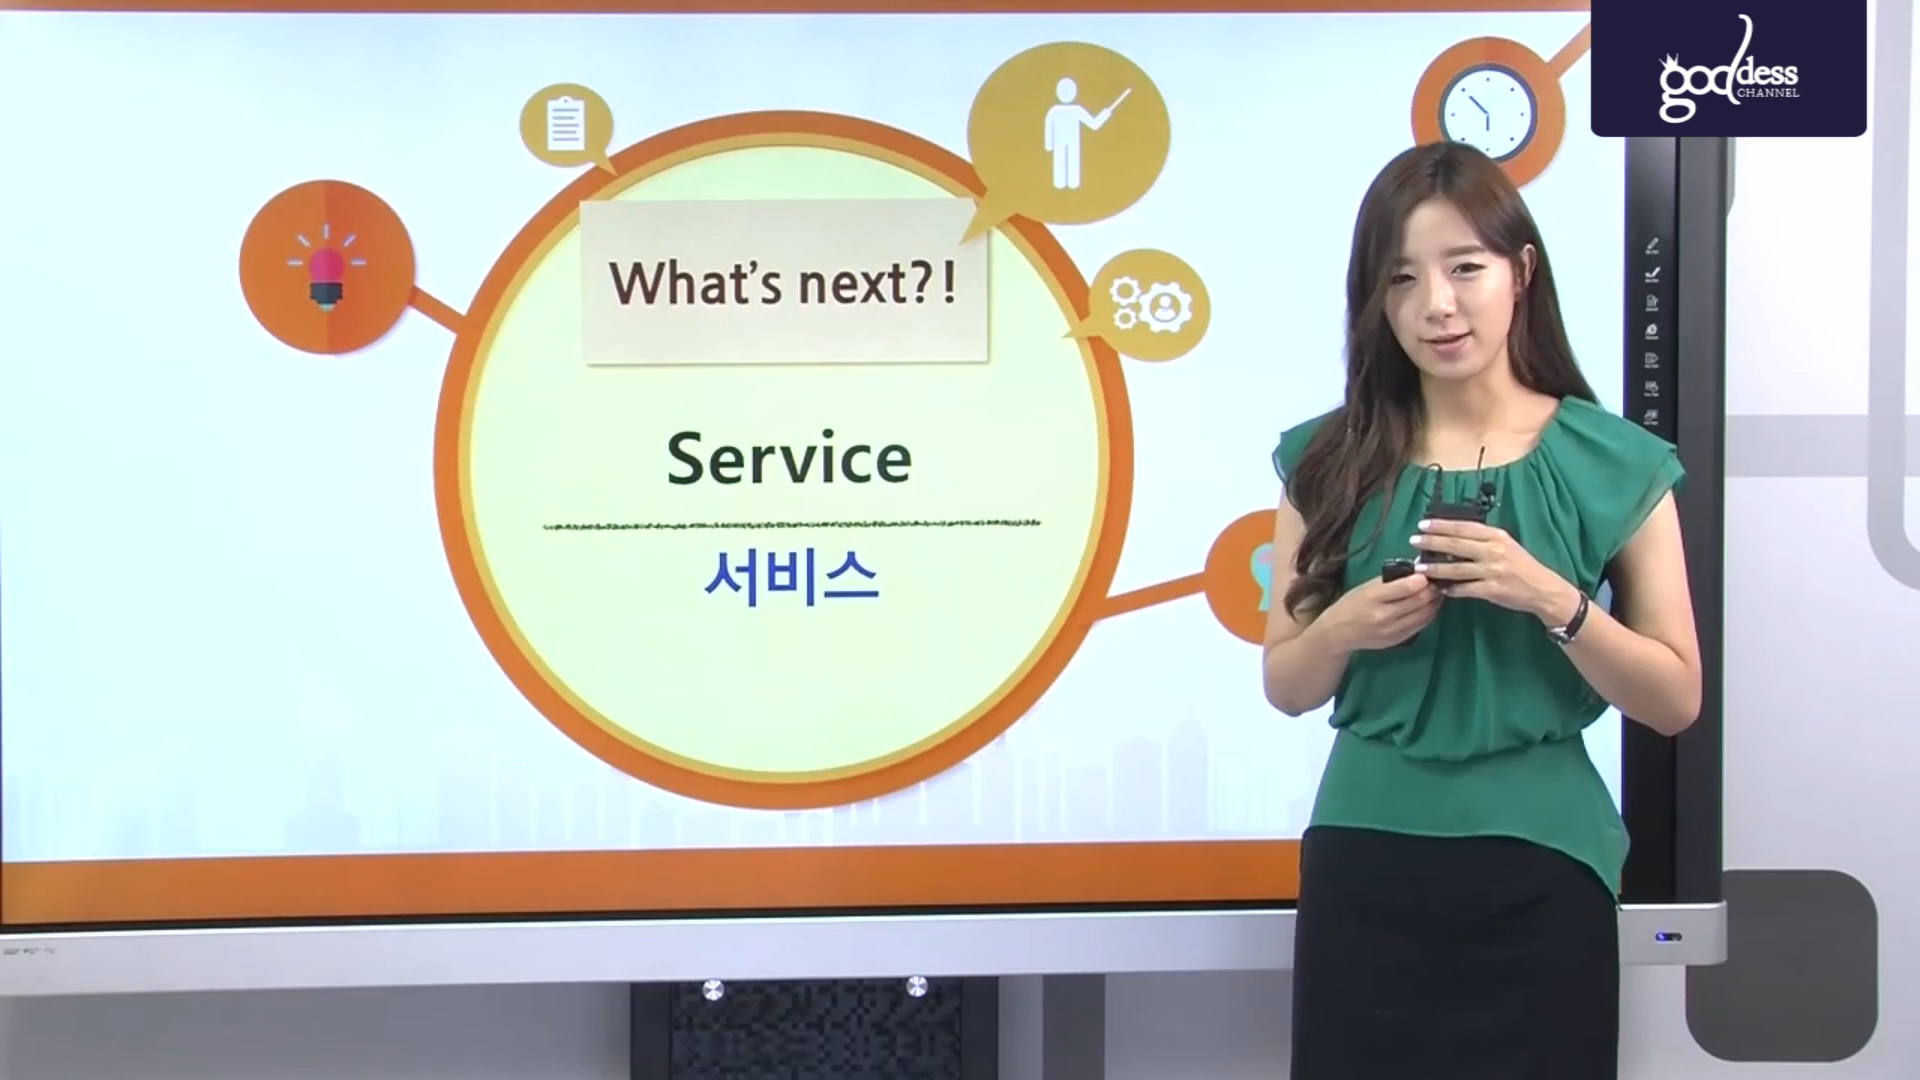 What's next?!
Service
서비스
goddess
CHANNEL